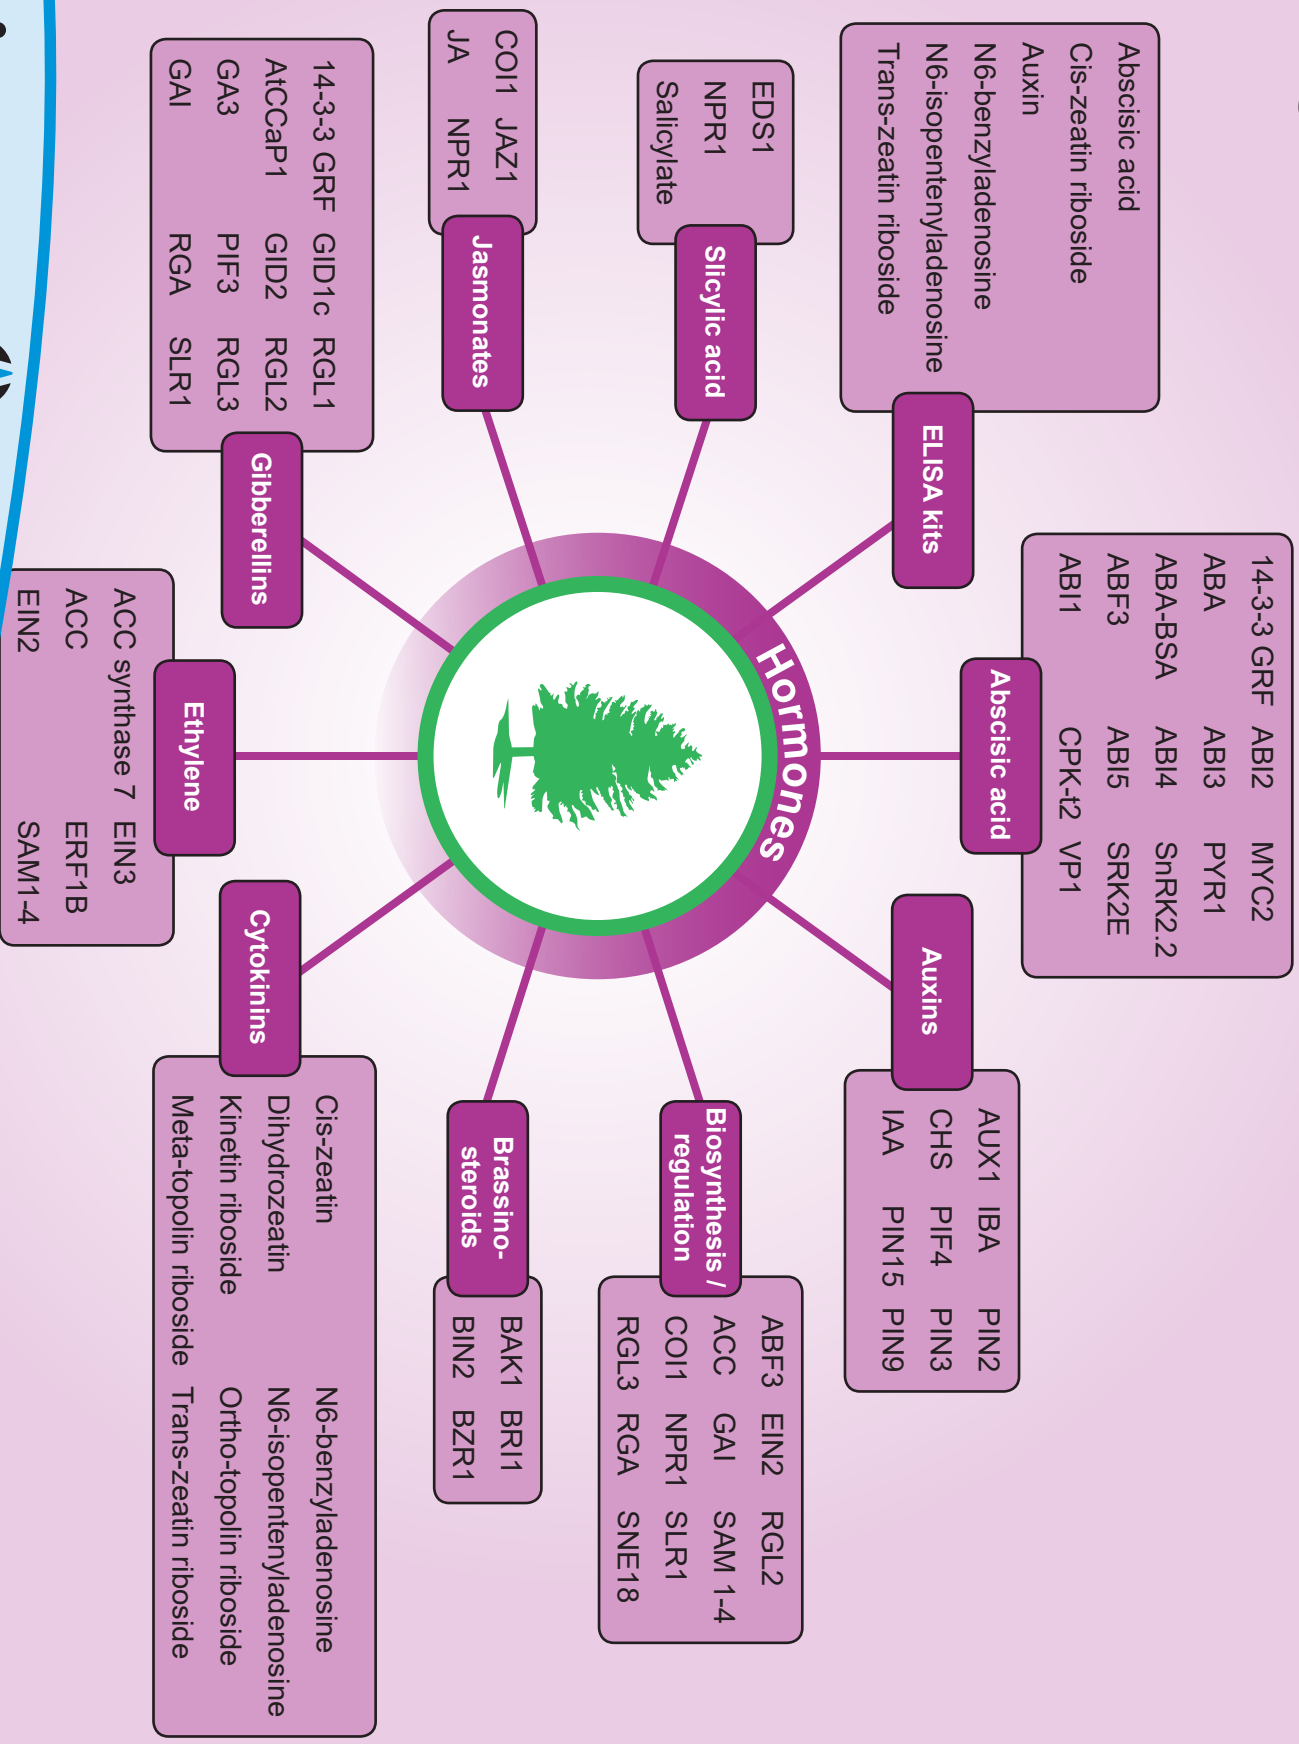 Hormones
Abscisic acid
14-3-3 GRF ABI2 MYC2
ABA ABI3 PYR1
ABA-BSA ABI4 SnRK2.2
ABF3 ABI5 SRK2E
ABI1 CPK-t2 VP1
Auxins
AUX1 IBA PIN2
CHS PIF4 PIN3
IAA PIN15 PIN9
Biosynthesis /
regulation
ABF3 EIN2 RGL2
ACC GAI SAM 1-4
COI1 NPR1 SLR1
RGL3 RGA SNE18
Brassino-
steroids
BAK1 BRI1
BIN2 BZR1
Cytokinins
Cis-zeatin N6-benzyladenosine
Dihydrozeatin N6-isopentenyladenosine
Kinetin riboside Ortho-topolin riboside
Meta-topolin riboside Trans-zeatin riboside
Ethylene
ACC synthase 7 EIN3
ACC ERF1B
EIN2 SAM1-4
Gibberellins
14-3-3 GRF GID1c RGL1
AtCCaP1 GID2 RGL2
GA3 PIF3 RGL3
GAI RGA SLR1
Jasmonates
COI1 JAZ1
JA NPR1
Slicylic acid
EDS1
NPR1
Salicylate
ELISA kits
Abscisic acid
Cis-zeatin riboside
Auxin
N6-benzyladenosine
N6-isopentenyladenosine
Trans-zeatin riboside